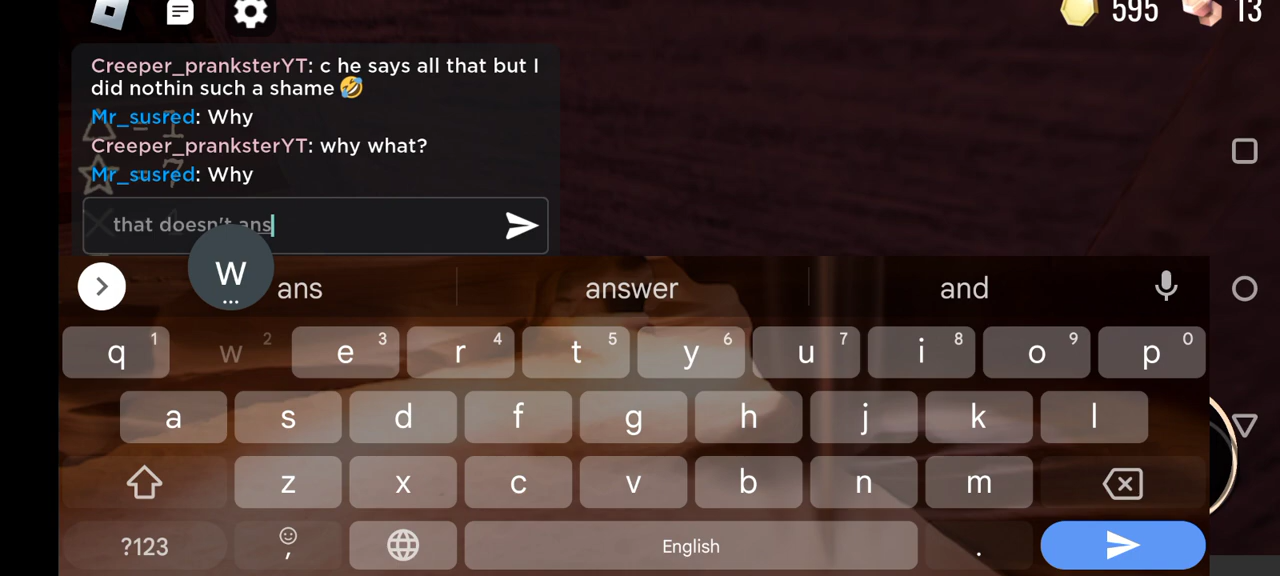 595
13
Creeper_pranksterYT: c he says all that but I
did nothin such a shame 🤣
Mr_susred: Why
Creeper_pranksterYT: why what?
Mr_susred: Why
that doesn't ans
w
...
ans answer and
q 1 w 2 e 3 r 4 t 5 y 6 u 7 i 8 o 9 p 0
a s d f g h j k l
z x c v b n m
?123 , English .